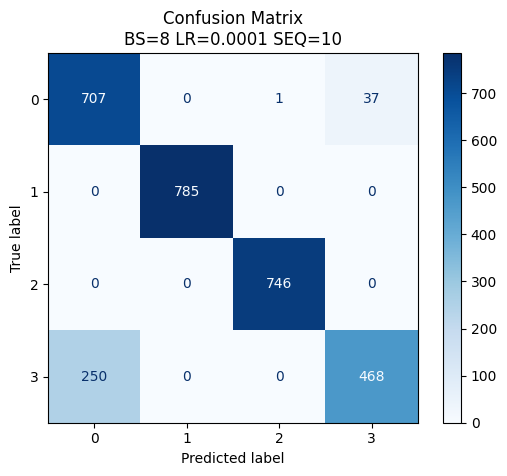 Confusion Matrix
BS=8 LR=0.0001 SEQ=10
0 707 0 1 37
1 0 785 0 0
2 0 0 746 0
3 250 0 0 468
0 1 2 3
Predicted label
True label
700
600
500
400
300
200
100
0